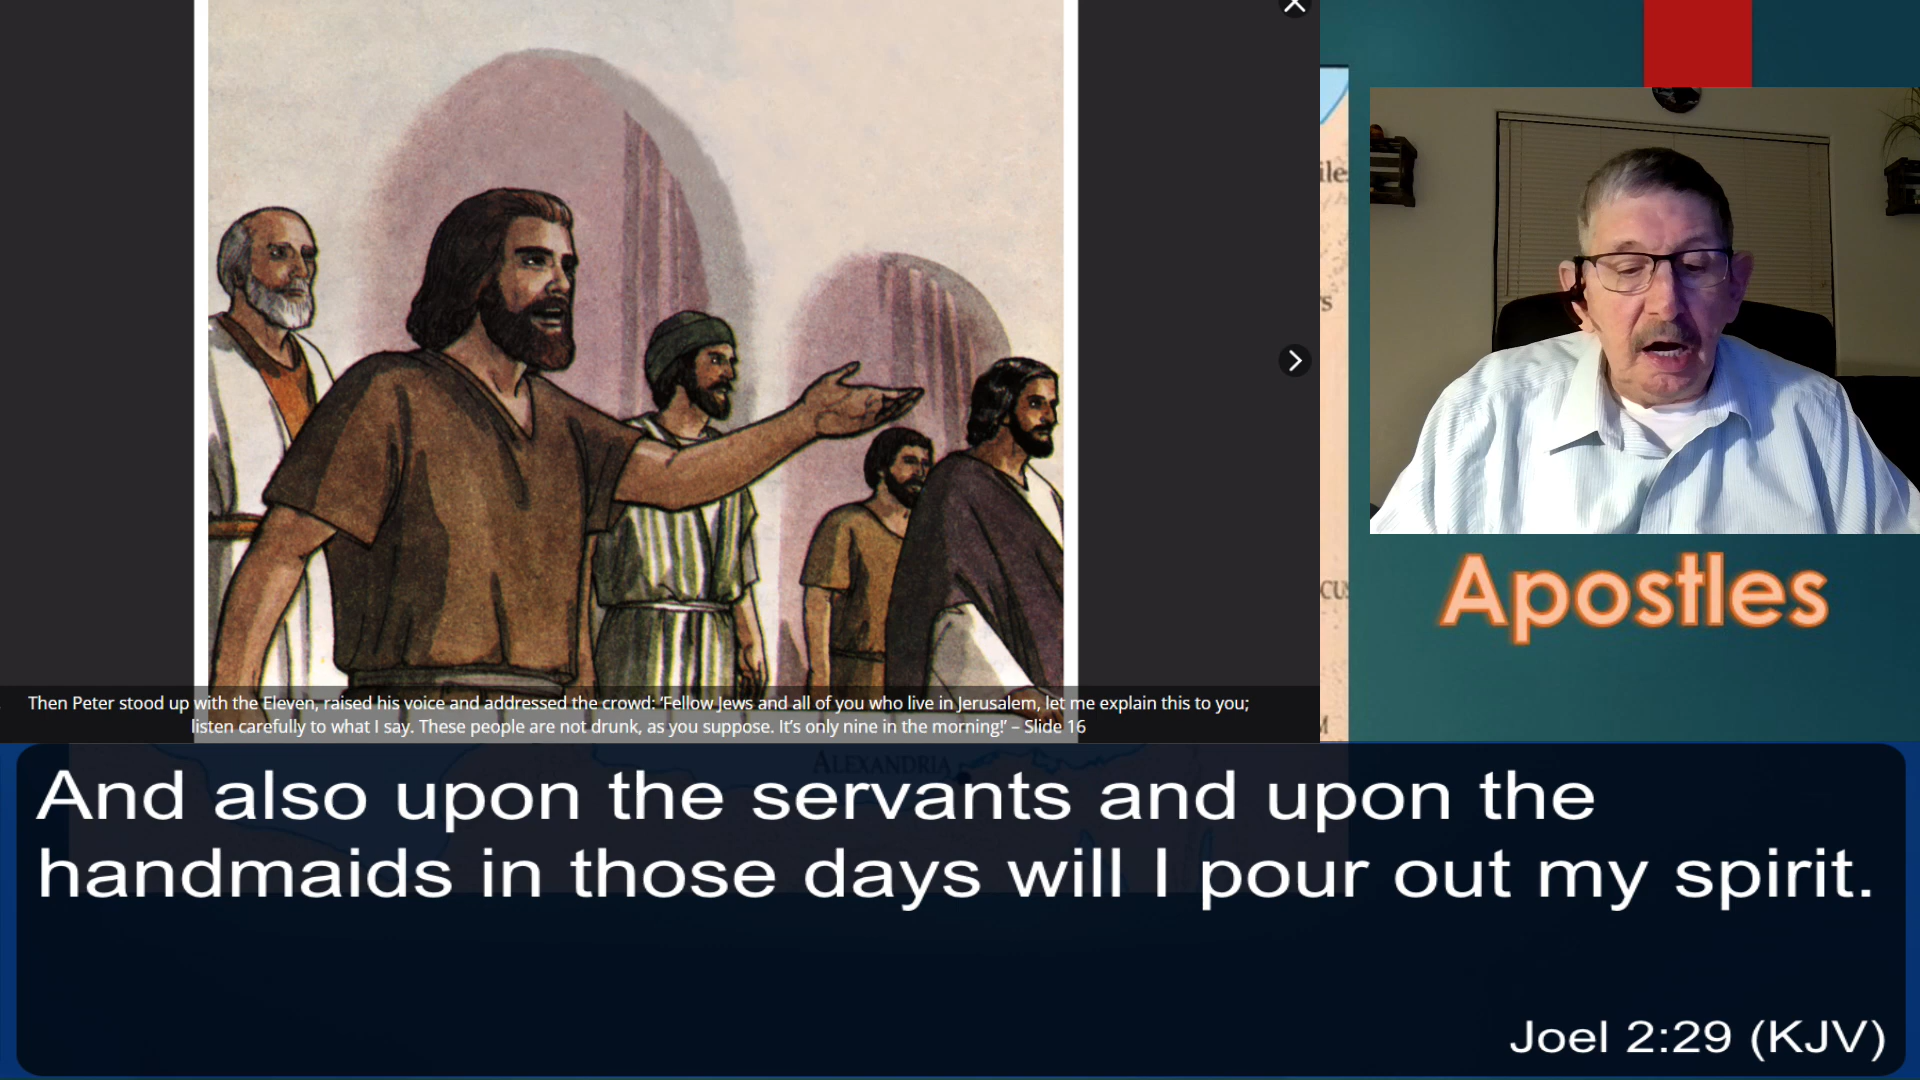 Then Peter stood up with the Eleven, raised his voice and addressed the crowd: ‘Fellow Jews and all of you who live in Jerusalem, let me explain this to you;
listen carefully to what I say. These people are not drunk, as you suppose. It’s only nine in the morning!’ – Slide 16
Apostles
ALEXANDRIA
And also upon the servants and upon the
handmaids in those days will I pour out my spirit.
Joel 2:29 (KJV)